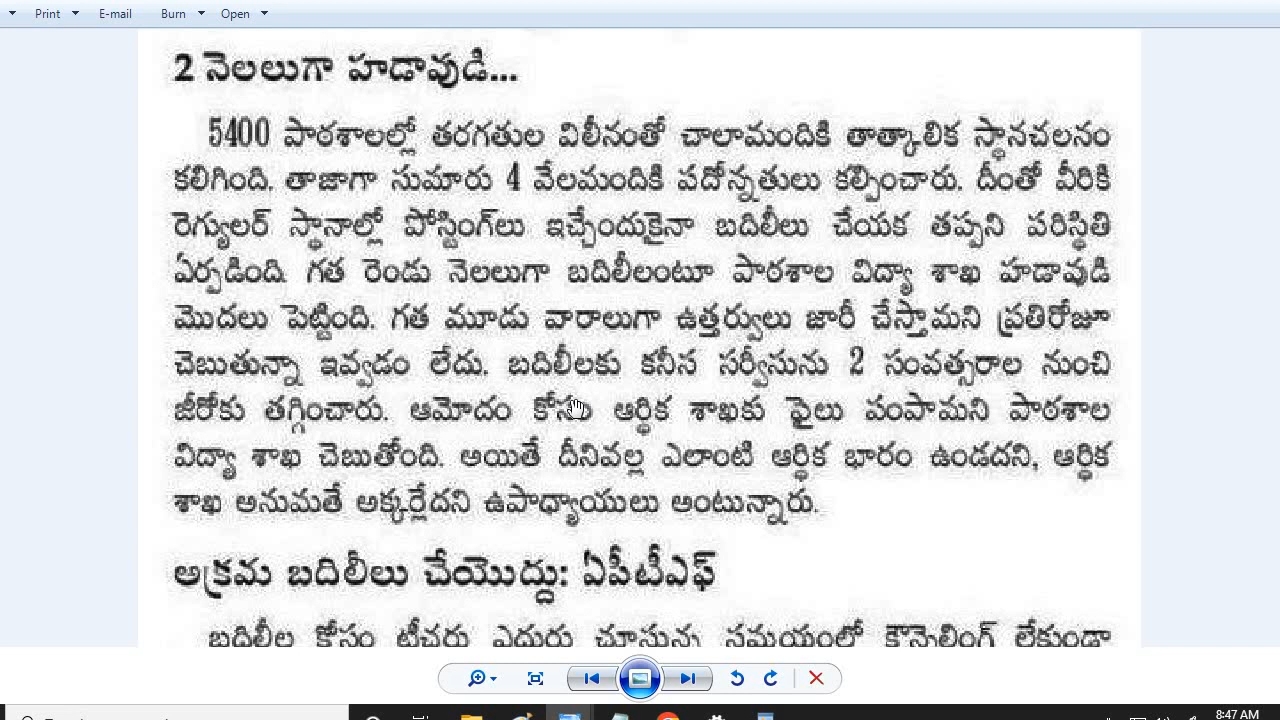 Print
E-mail
Burn
Open
2 నెలలుగా హడావుడి...
5400 పాఠశాలల్లో తరగతుల విలీనంతో చాలామందికి తాత్కాలిక స్థానచలనం
కలిగింది. తాజాగా సుమారు 4 వేలమందికి పదోన్నతులు కల్పించారు. దీంతో వీరికి
రెగ్యులర్ స్థానాల్లో పోస్టింగ్‌లు ఇచ్చేందుకైనా బదిలీలు చేయక తప్పని పరిస్థితి
ఏర్పడింది. గత రెండు నెలలుగా బదిలీలంటూ పాఠశాల విద్యా శాఖ హడావుడి
మొదలు పెట్టింది. గత మూడు వారాలుగా ఉత్తర్వులు జారీ చేస్తామని ప్రతిరోజూ
చెబుతున్నా ఇవ్వడం లేదు. బదిలీలకు కనీస సర్వీసును 2 సంవత్సరాల నుంచి
జీరోకు తగ్గించారు. ఆమోదం కోసం ఆర్థిక శాఖకు ఫైలు పంపామని పాఠశాల
విద్యా శాఖ చెబుతోంది. అయితే దీనివల్ల ఎలాంటి ఆర్థిక భారం ఉండదని, ఆర్థిక
శాఖ అనుమతే అక్కర్లేదని ఉపాధ్యాయులు అంటున్నారు.
అక్రమ బదిలీలు చేయొద్దు: ఏపీటీఎఫ్
బదిలీల కోసం టీచర్లు ఎదురు చూస్తున్న సమయంలో కౌన్సెలింగ్ లేకుండా
8:47 AM